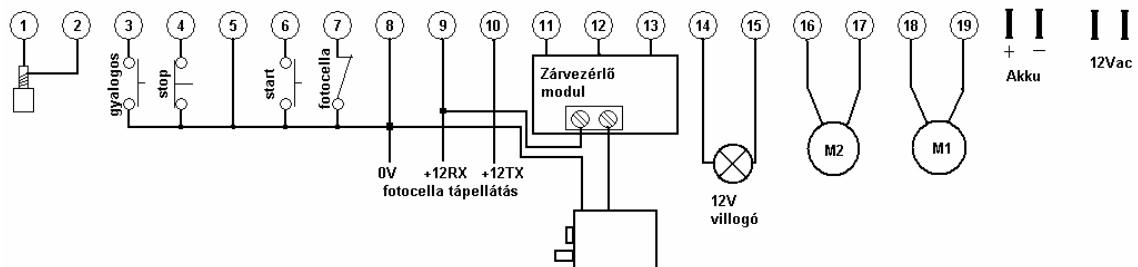 1 2 3 4 5 6 7 8 9 10 11 12 13 14 15 16 17 18 19
+ −
Akku
12Vac
gyalogos
stop
start
fotocella
Zárvezérlő
modul
M2
M1
0V +12RX +12TX
fotocella tápellátás
12V
villogó